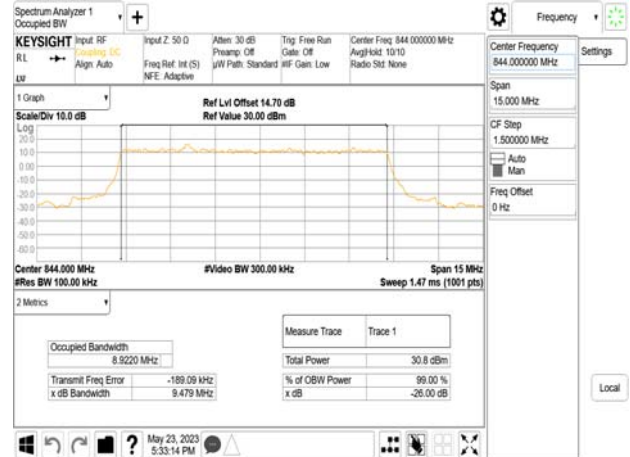 Spectrum Analyzer 1
Occupied BW
Frequency
KEYSIGHT
Input: RF
Coupling: DC
Align: Auto
Input Z: 50 Ω
Freq Ref: Int (S)
NFE: Adaptive
Atten: 30 dB
Preamp: Off
µW Path: Standard
Trig: Free Run
Gate: Off
#IF Gain: Low
Center Freq: 844.000000 MHz
Avg|Hold: 10/10
Radio Std: None
RL
Center Frequency
844.000000 MHz
Settings
Span
15.000 MHz
CF Step
1.500000 MHz
Auto
Man
Freq Offset
0 Hz
Local
1 Graph
Scale/Div 10.0 dB
Ref Lvl Offset 14.70 dB
Ref Value 30.00 dBm
Log
20.0
10.0
0.00
-10.0
-20.0
-30.0
-40.0
-50.0
-60.0
Center 844.000 MHz
#Res BW 100.00 kHz
#Video BW 300.00 kHz
Span 15 MHz
Sweep 1.47 ms (1001 pts)
2 Metrics
Measure Trace Trace 1
Occupied Bandwidth
8.9220 MHz
Total Power 30.8 dBm
Transmit Freq Error -189.09 kHz
% of OBW Power 99.00 %
x dB Bandwidth 9.479 MHz
x dB -26.00 dB
May 23, 2023
5:33:14 PM